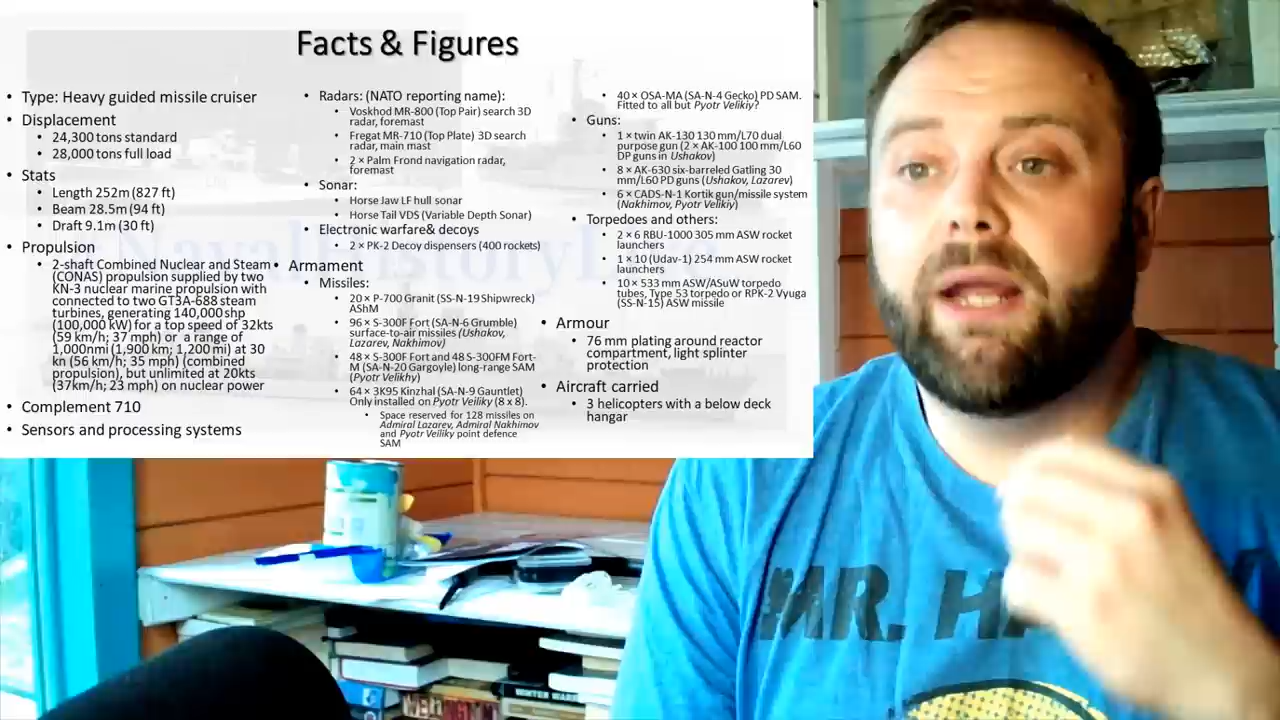 Facts & Figures
• Type: Heavy guided missile cruiser
• Displacement
• 24,300 tons standard
• 28,000 tons full load
• Stats
• Length 252m (827 ft)
• Beam 28.5m (94 ft)
• Draft 9.1m (30 ft)
• Propulsion
• 2-shaft Combined Nuclear and Steam
(CONAS) propulsion supplied by two
KN-3 nuclear marine propulsion with
connected to two GT3A-688 steam
turbines, generating 140,000shp
(100,000 kW) for a top speed of 32kts
(59 km/h; 37 mph) or a range of
1,000nmi (1,900 km; 1,200 mi) at 30
kn (56 km/h; 35 mph) (combined
propulsion), but unlimited at 20kts
(37km/h; 23 mph) on nuclear power
• Complement 710
• Sensors and processing systems
• Radars: (NATO reporting name):
• Voskhod MR-800 (Top Pair) search 3D
radar, foremast
• Fregat MR-710 (Top Plate) 3D search
radar, main mast
• 2 × Palm Frond navigation radar,
foremast
• Sonar:
• Horse Jaw LF hull sonar
• Horse Tail VDS (Variable Depth Sonar)
• Electronic warfare& decoys
• 2 × PK-2 Decoy dispensers (400 rockets)
• Armament
• Missiles:
• 20 × P-700 Granit (SS-N-19 Shipwreck)
AShM
• 96 × S-300F Fort (SA-N-6 Grumble)
surface-to-air missiles (Ushakov,
Lazarev, Nakhimov)
• 48 × S-300F Fort and 48 S-300FM Fort-
M (SA-N-20 Gargoyle) long-range SAM
(Pyotr Velikhy)
• 64 × 3K95 Kinzhal (SA-N-9 Gauntlet)
Only installed on Pyotr Veiliky (8 x 8).
• Space reserved for 128 missiles on
Admiral Lazarev, Admiral Nakhimov
and Pyotr Veiliky point defence
SAM
• 40 × OSA-MA (SA-N-4 Gecko) PD SAM.
Fitted to all but Pyotr Velikiy?
• Guns:
• 1 × twin AK-130 130 mm/L70 dual
purpose gun (2 × AK-100 100 mm/L60
DP guns in Ushakov)
• 8 × AK-630 six-barreled Gatling 30
mm/L60 PD guns (Ushakov, Lazarev)
• 6 × CADS-N-1 Kortik gun/missile system
(Nakhimov, Pyotr Velikiy)
• Torpedoes and others:
• 2 × 6 RBU-1000 305 mm ASW rocket
launchers
• 1 × 10 (Udav-1) 254 mm ASW rocket
launchers
• 10 × 533 mm ASW/ASuW torpedo
tubes, Type 53 torpedo or RPK-2 Vyuga
(SS-N-15) ASW missile
• Armour
• 76 mm plating around reactor
compartment, light splinter
protection
• Aircraft carried
• 3 helicopters with a below deck
hangar
MR. HA
WINTER WAR